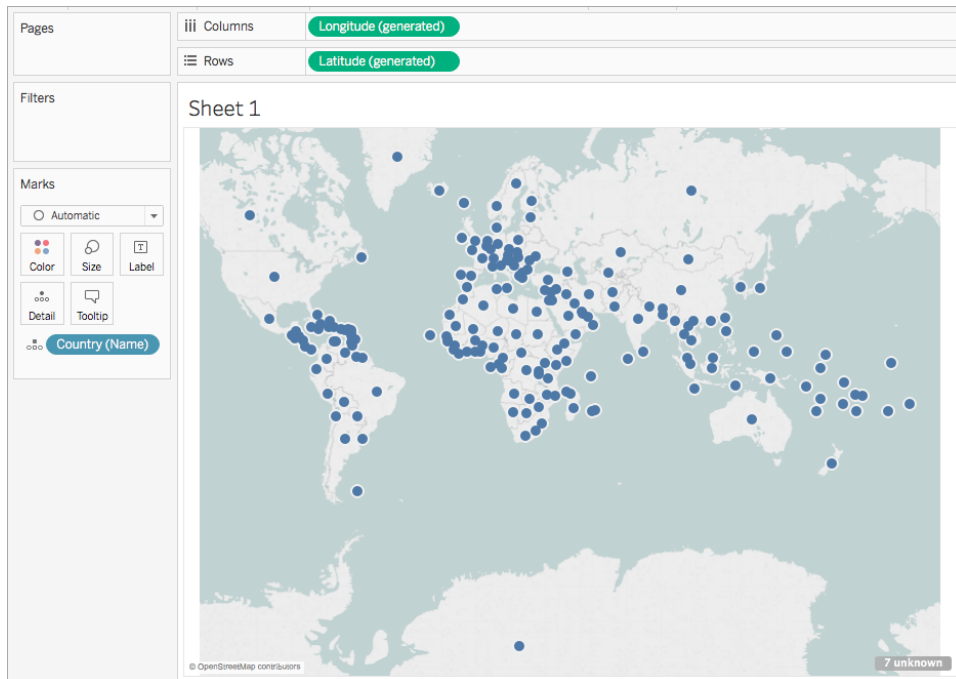 Pages
Columns
Longitude (generated)
Rows
Latitude (generated)
Filters
Sheet 1
Marks
Automatic
Color
Size
Label
Detail
Tooltip
Country (Name)
© OpenStreetMap contributors
7 unknown